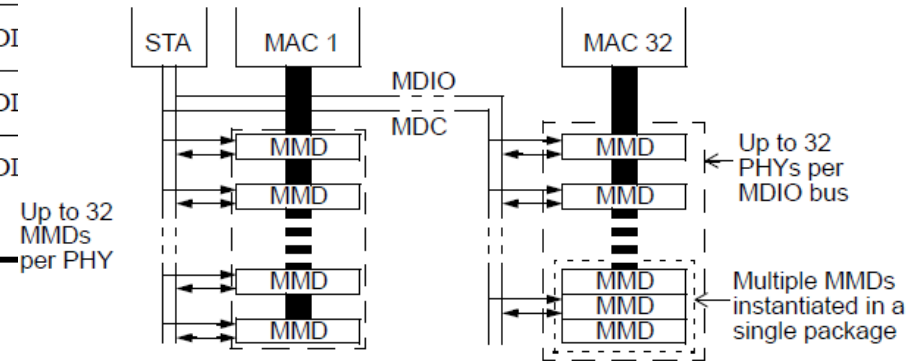 STA
MAC 1
MAC 32
MDIO
MDC
MMD
MMD
MMD
MMD
MMD
MMD
MMD
MMD
MMD
Up to 32
PHYs per
MDIO bus
Up to 32
MMDs
per PHY
Multiple MMDs
instantiated in a
single package